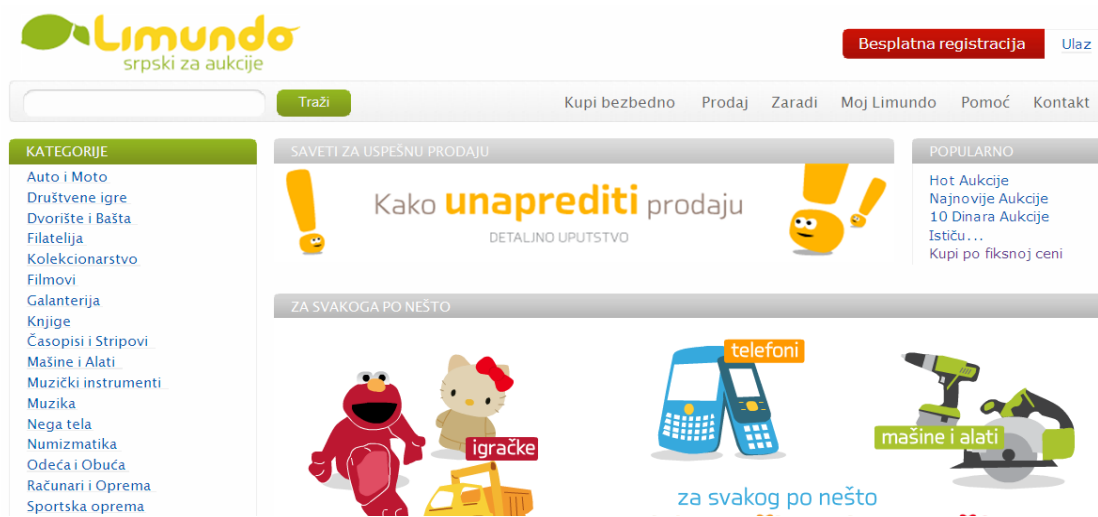 Limundo
srpski za aukcije
Besplatna registracija
Ulaz
Traži
Kupi bezbedno
Prodaj
Zaradi
Moj Limundo
Pomoć
Kontakt
KATEGORIJE
Auto i Moto
Društvene igre
Dvorište i Bašta
Filatelija
Kolekcionarstvo
Filmovi
Galanterija
Knjige
Časopisi i Stripovi
Mašine i Alati
Muzički instrumenti
Muzika
Nega tela
Numizmatika
Odeća i Obuća
Računari i Oprema
Sportska oprema
SAVETI ZA USPEŠNU PRODAJU
Kako unaprediti prodaju
DETALJNO UPUTSTVO
POPULARNO
Hot Aukcije
Najnovije Aukcije
10 Dinara Aukcije
Ističu...
Kupi po fiksnoj ceni
ZA SVAKOGA PO NEŠTO
igračke
telefoni
mašine i alati
za svakog po nešto